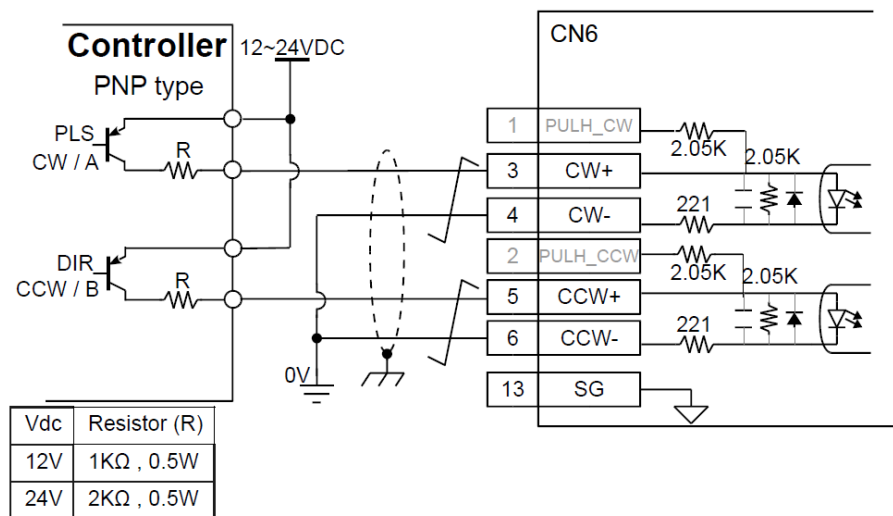 Controller
PNP type
12~24VDC
CN6
PLS
CW / A
R
1 PULH_CW
2.05K
2.05K
3 CW+
221
4 CW-
DIR
CCW / B
R
2 PULH_CCW
2.05K
2.05K
5 CCW+
221
6 CCW-
0V
13 SG
Vdc Resistor (R)
12V 1KΩ , 0.5W
24V 2KΩ , 0.5W